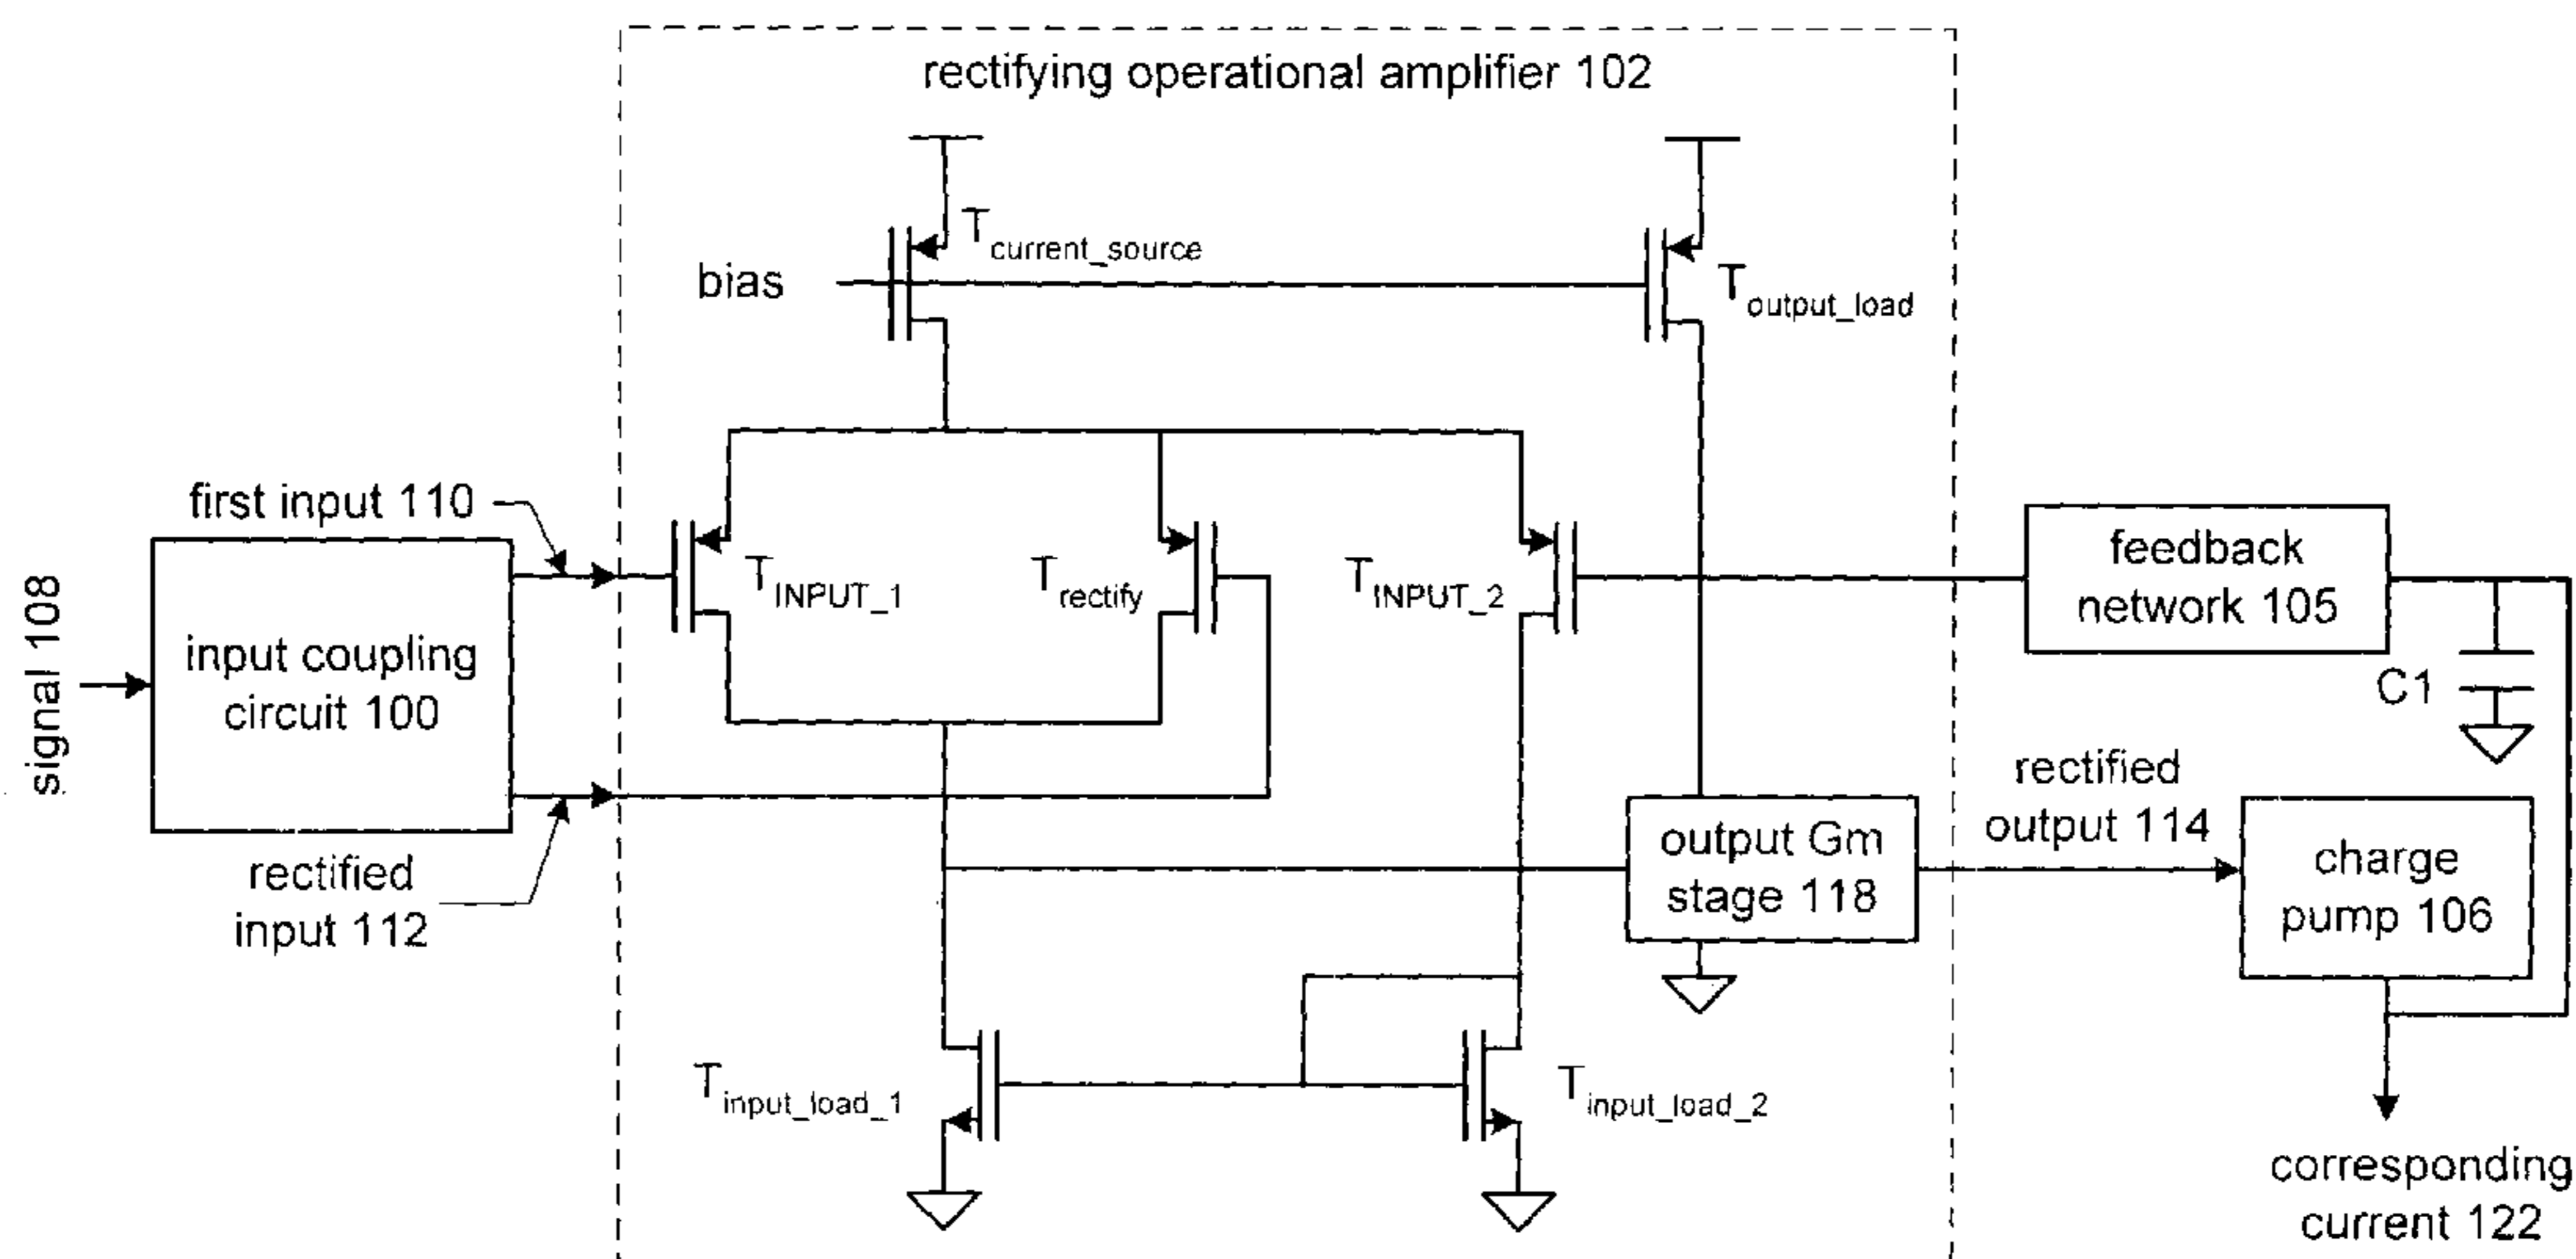 rectifying operational amplifier 102
T current_source
bias
T output_load
first input 110
signal 108
input coupling
circuit 100
T INPUT_1
T rectify
T INPUT_2
feedback
network 105
C1
rectified
input 112
output Gm
stage 118
rectified
output 114
charge
pump 106
T input_load_1
T input_load_2
corresponding
current 122